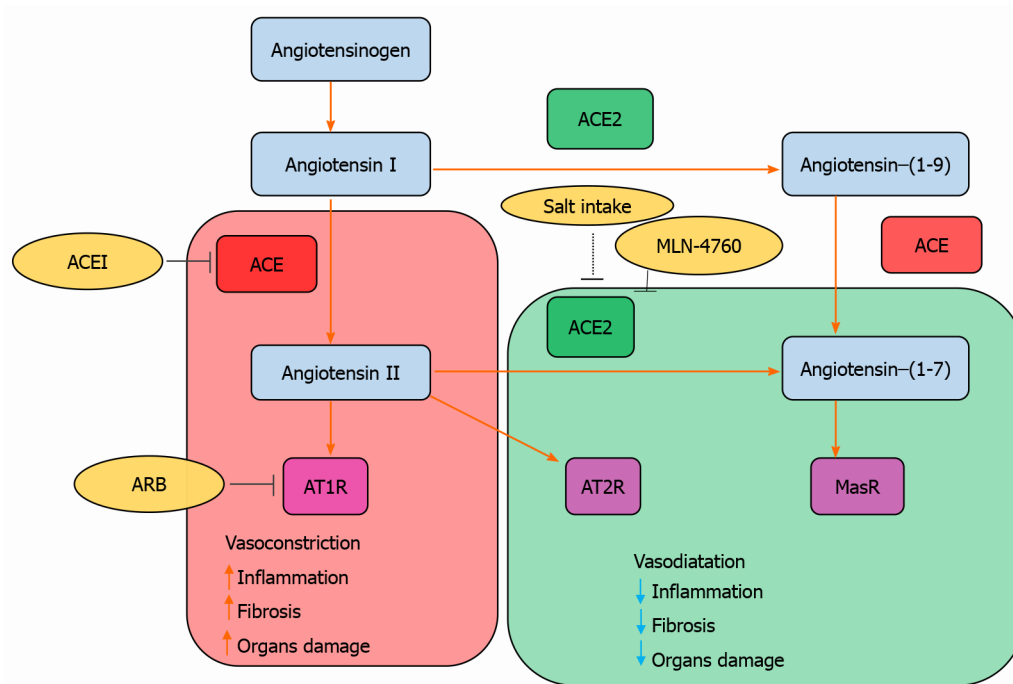 Angiotensinogen
ACE2
Angiotensin I
Angiotensin–(1-9)
Salt intake
MLN-4760
ACEI
ACE
ACE
ACE2
Angiotensin II
Angiotensin–(1-7)
ARB
AT1R
AT2R
MasR
Vasoconstriction
Inflammation
Fibrosis
Organs damage
Vasodiatation
Inflammation
Fibrosis
Organs damage